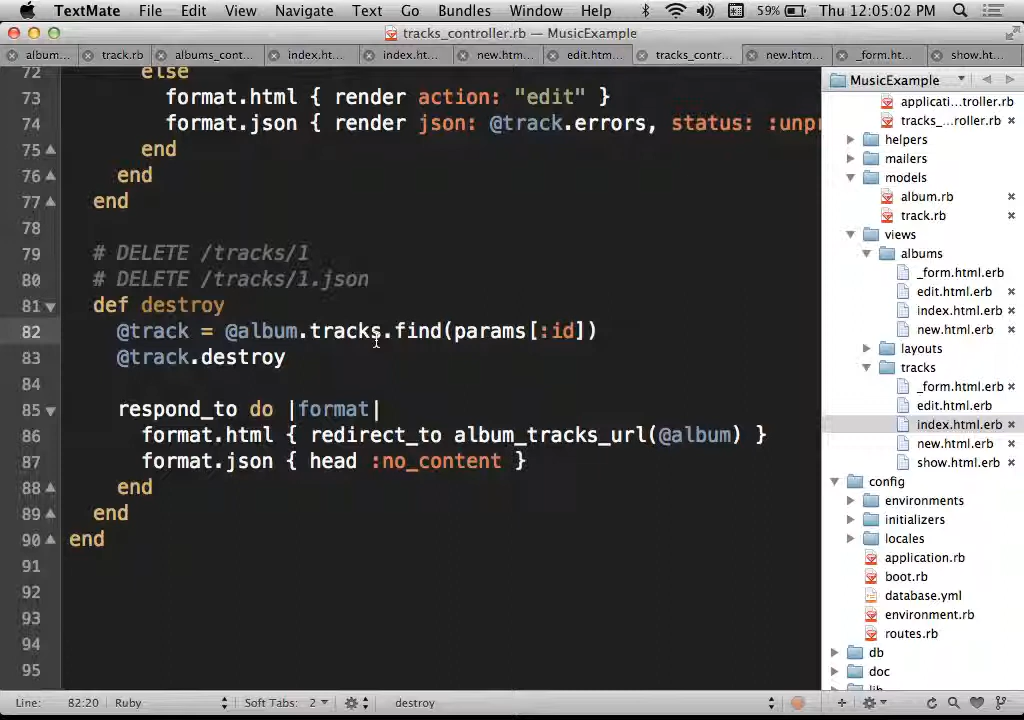 TextMate File Edit View Navigate Text Go Bundles Window Help 59% Thu 12:05:02 PM
tracks_controller.rb — MusicExample
album... track.rb albums_cont... index.ht... index.ht... new.htm... edit.htm... tracks_contr... new.htm... _form.ht... show.ht...
72 else
73 format.html { render action: "edit" }
74 format.json { render json: @track.errors, status: :unpr
75 end
76 end
77 end
78
79 # DELETE /tracks/1
80 # DELETE /tracks/1.json
81 def destroy
82 @track = @album.tracks.find(params[:id])
83 @track.destroy
84
85 respond_to do |format|
86 format.html { redirect_to album_tracks_url(@album) }
87 format.json { head :no_content }
88 end
89 end
90 end
91
92
93
94
95
MusicExample
applicati...troller.rb
tracks_...roller.rb
helpers
mailers
models
album.rb
track.rb
views
albums
_form.html.erb
edit.html.erb
index.html.erb
new.html.erb
layouts
tracks
_form.html.erb
edit.html.erb
index.html.erb
new.html.erb
show.html.erb
config
environments
initializers
locales
application.rb
boot.rb
database.yml
environment.rb
routes.rb
db
doc
lib
Line: 82:20 Ruby Soft Tabs: 2 destroy